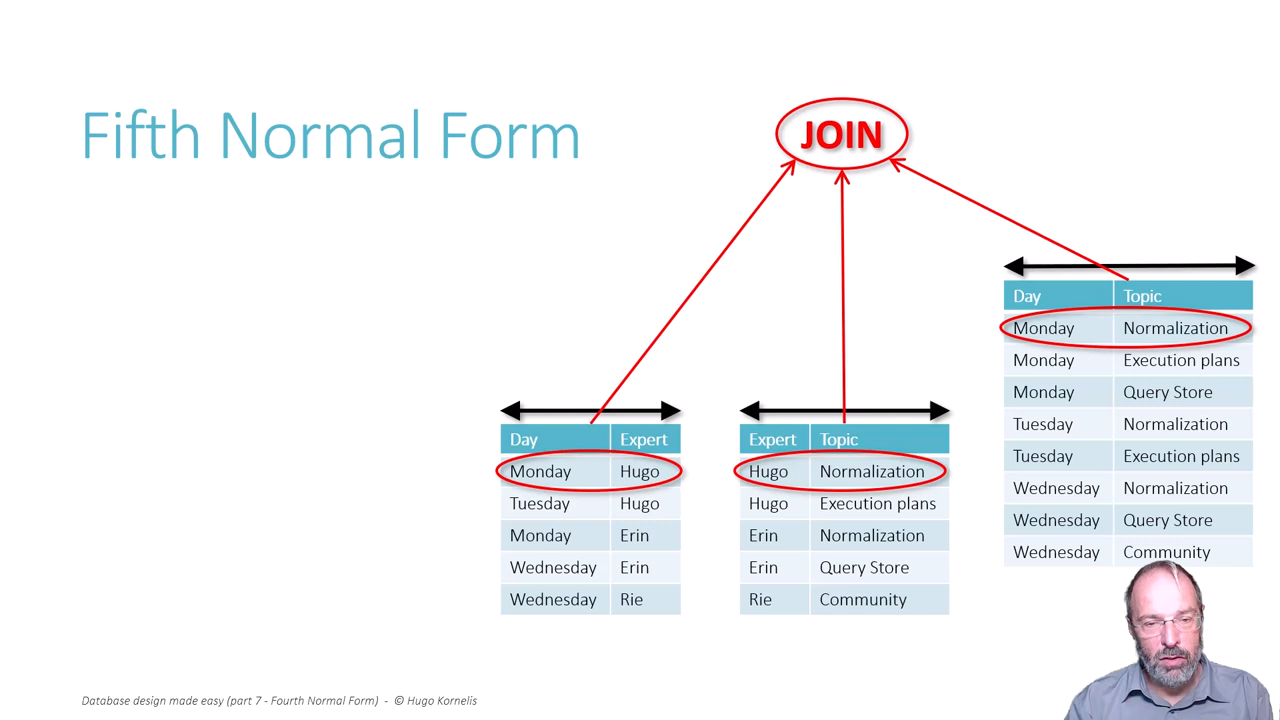 Fifth Normal Form
JOIN
Day Topic
Monday Normalization
Monday Execution plans
Monday Query Store
Tuesday Normalization
Tuesday Execution plans
Wednesday Normalization
Wednesday Query Store
Wednesday Community
Day Expert
Monday Hugo
Tuesday Hugo
Monday Erin
Wednesday Erin
Wednesday Rie
Expert Topic
Hugo Normalization
Hugo Execution plans
Erin Normalization
Erin Query Store
Rie Community
Database design made easy (part 7 - Fourth Normal Form) - © Hugo Kornelis